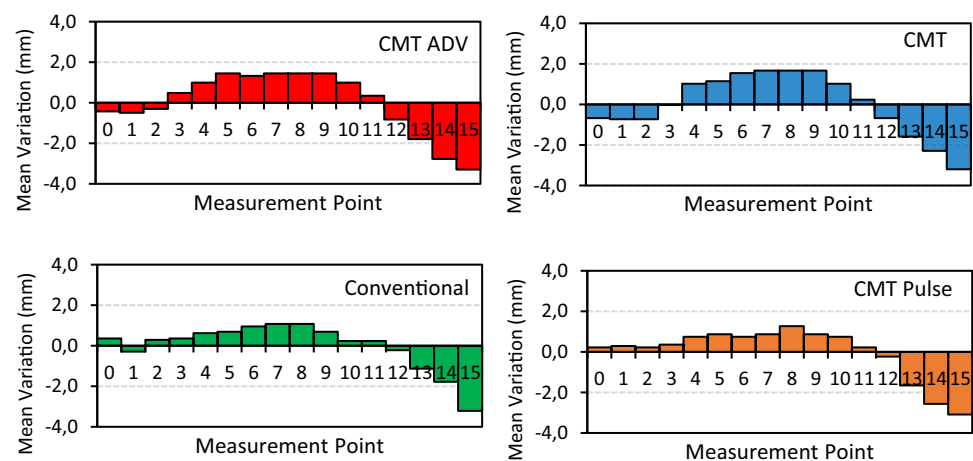 4,0
CMT ADV
2,0
0,0
0 1 2 3 4 5 6 7 8 9 10 11 12 13 14 15
-2,0
-4,0
Mean Variation (mm)
Measurement Point
4,0
CMT
2,0
0,0
0 1 2 3 4 5 6 7 8 9 10 11 12 13 14 15
-2,0
-4,0
Mean Variation (mm)
Measurement Point
4,0
Conventional
2,0
0,0
0 1 2 3 4 5 6 7 8 9 10 11 12 13 14 15
-2,0
-4,0
Mean Variation (mm)
Measurement Point
4,0
CMT Pulse
2,0
0,0
0 1 2 3 4 5 6 7 8 9 10 11 12 13 14 15
-2,0
-4,0
Mean Variation (mm)
Measurement Point